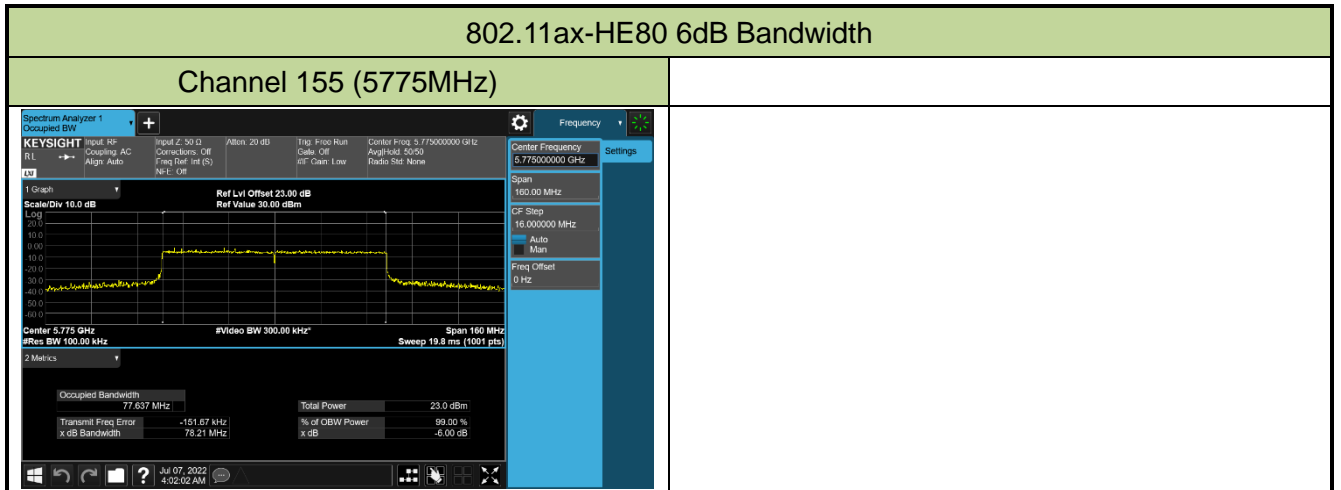 802.11ax-HE80 6dB Bandwidth
Channel 155 (5775MHz)
Spectrum Analyzer 1
Occupied BW
+
Frequency
KEYSIGHT
R L
LXI
Input: RF
Coupling: AC
Align: Auto
Input Z: 50 Ω
Corrections: Off
Freq Ref: Int (S)
NFE: Off
Atten: 20 dB
Trig: Free Run
Gate: Off
#IF Gain: Low
Center Freq: 5.775000000 GHz
Avg|Hold: 50/50
Radio Std: None
Center Frequency
5.775000000 GHz
Settings
Span
160.00 MHz
CF Step
16.000000 MHz
Auto
Man
Freq Offset
0 Hz
1 Graph
Scale/Div 10.0 dB
Ref Lvl Offset 23.00 dB
Ref Value 30.00 dBm
Log
20.0
10.0
0.00
-10.0
-20.0
-30.0
-40.0
-50.0
-60.0
Center 5.775 GHz
#Res BW 100.00 kHz
#Video BW 300.00 kHz*
Span 160 MHz
Sweep 19.8 ms (1001 pts)
2 Metrics
Occupied Bandwidth
77.637 MHz
Transmit Freq Error -151.67 kHz
x dB Bandwidth 78.21 MHz
Total Power 23.0 dBm
% of OBW Power 99.00 %
x dB -6.00 dB
?
Jul 07, 2022
4:02:02 AM